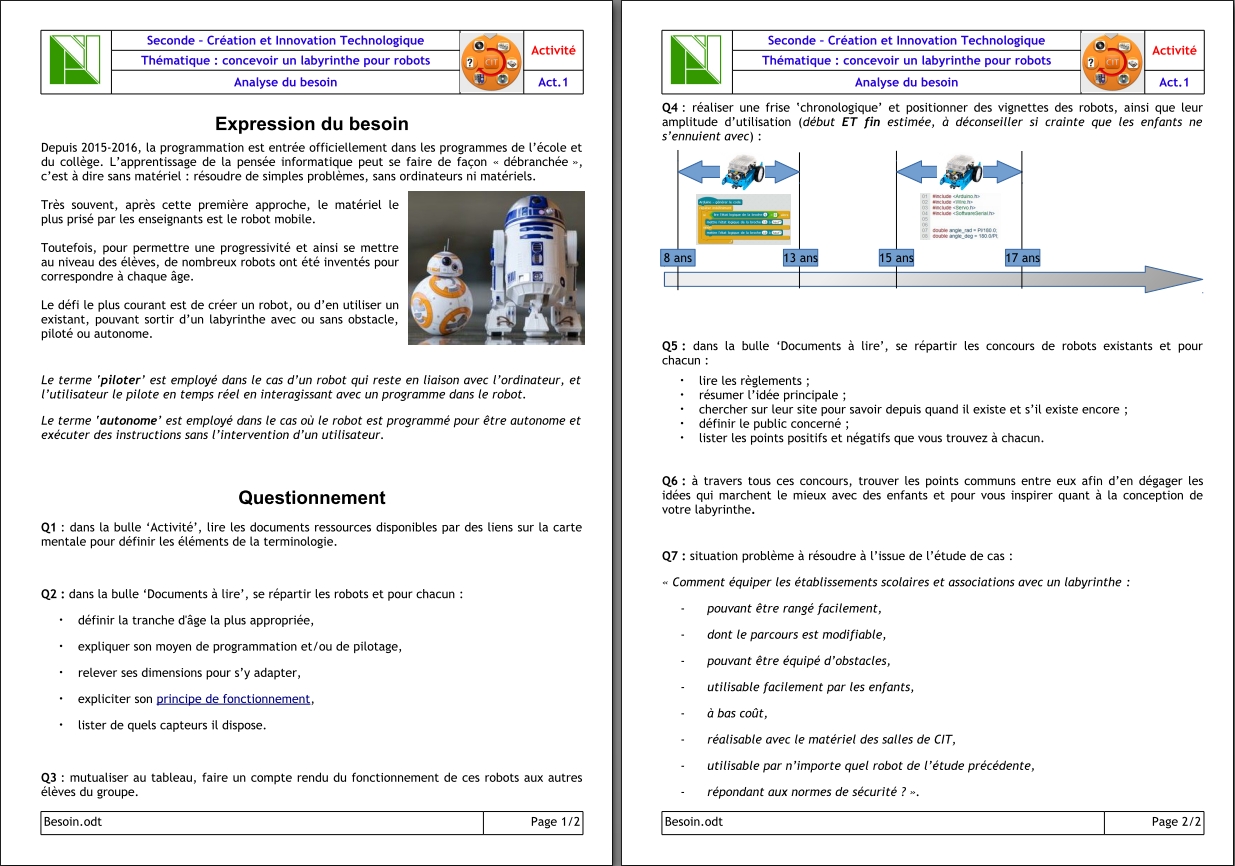 Seconde – Création et Innovation Technologique
Thématique : concevoir un labyrinthe pour robots
Analyse du besoin
Activité
Act.1
?
CIT
Expression du besoin
Depuis 2015-2016, la programmation est entrée officiellement dans les programmes de l’école et
du collège. L’apprentissage de la pensée informatique peut se faire de façon « débranchée »,
c’est à dire sans matériel : résoudre de simples problèmes, sans ordinateurs ni matériels.
Très souvent, après cette première approche, le matériel le
plus prisé par les enseignants est le robot mobile.
Toutefois, pour permettre une progressivité et ainsi se mettre
au niveau des élèves, de nombreux robots ont été inventés pour
correspondre à chaque âge.
Le défi le plus courant est de créer un robot, ou d’en utiliser un
existant, pouvant sortir d’un labyrinthe avec ou sans obstacle,
piloté ou autonome.
Le terme ‘piloter’ est employé dans le cas d’un robot qui reste en liaison avec l’ordinateur, et
l’utilisateur le pilote en temps réel en interagissant avec un programme dans le robot.
Le terme ‘autonome’ est employé dans le cas où le robot est programmé pour être autonome et
exécuter des instructions sans l’intervention d’un utilisateur.
Questionnement
Q1 : dans la bulle ‘Activité’, lire les documents ressources disponibles par des liens sur la carte
mentale pour définir les éléments de la terminologie.
Q2 : dans la bulle ‘Documents à lire’, se répartir les robots et pour chacun :
• définir la tranche d'âge la plus appropriée,
• expliquer son moyen de programmation et/ou de pilotage,
• relever ses dimensions pour s’y adapter,
• expliciter son principe de fonctionnement,
• lister de quels capteurs il dispose.
Q3 : mutualiser au tableau, faire un compte rendu du fonctionnement de ces robots aux autres
élèves du groupe.
Besoin.odt
Page 1/2
Seconde – Création et Innovation Technologique
Thématique : concevoir un labyrinthe pour robots
Analyse du besoin
Activité
Act.1
?
CIT
Q4 : réaliser une frise ‘chronologique’ et positionner des vignettes des robots, ainsi que leur
amplitude d’utilisation (début ET fin estimée, à déconseiller si crainte que les enfants ne
s’ennuient avec) :
#include <Arduino.h>
#include <Wire.h>
#include <Servo.h>
#include <SoftwareSerial.h>
double angle_rad = PI/180.0;
double angle_deg = 180.0/PI;
8 ans
13 ans
15 ans
17 ans
Q5 : dans la bulle ‘Documents à lire’, se répartir les concours de robots existants et pour
chacun :
• lire les règlements ;
• résumer l’idée principale ;
• chercher sur leur site pour savoir depuis quand il existe et s’il existe encore ;
• définir le public concerné ;
• lister les points positifs et négatifs que vous trouvez à chacun.
Q6 : à travers tous ces concours, trouver les points communs entre eux afin d’en dégager les
idées qui marchent le mieux avec des enfants et pour vous inspirer quant à la conception de
votre labyrinthe.
Q7 : situation problème à résoudre à l’issue de l’étude de cas :
« Comment équiper les établissements scolaires et associations avec un labyrinthe :
- pouvant être rangé facilement,
- dont le parcours est modifiable,
- pouvant être équipé d’obstacles,
- utilisable facilement par les enfants,
- à bas coût,
- réalisable avec le matériel des salles de CIT,
- utilisable par n’importe quel robot de l’étude précédente,
- répondant aux normes de sécurité ? ».
Besoin.odt
Page 2/2